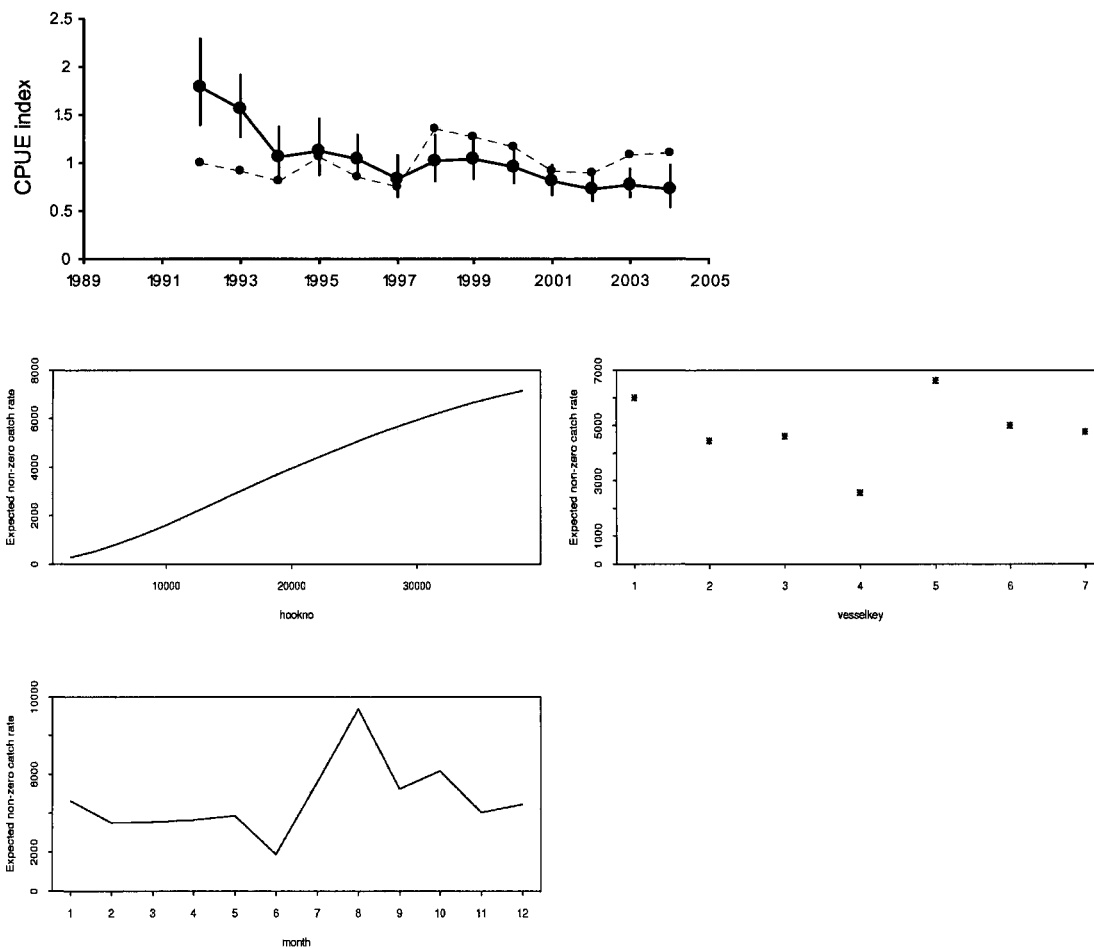 2.5
2
1.5
1
0.5
0
CPUE index
1989 1991 1993 1995 1997 1999 2001 2003 2005
8000
6000
4000
2000
0
Expected non-zero catch rate
10000 20000 30000
hookno
7000
5000
3000
1000
0
Expected non-zero catch rate
1 2 3 4 5 6 7
vesselkey
10000
6000
2000
0
Expected non-zero catch rate
1 2 3 4 5 6 7 8 9 10 11 12
month